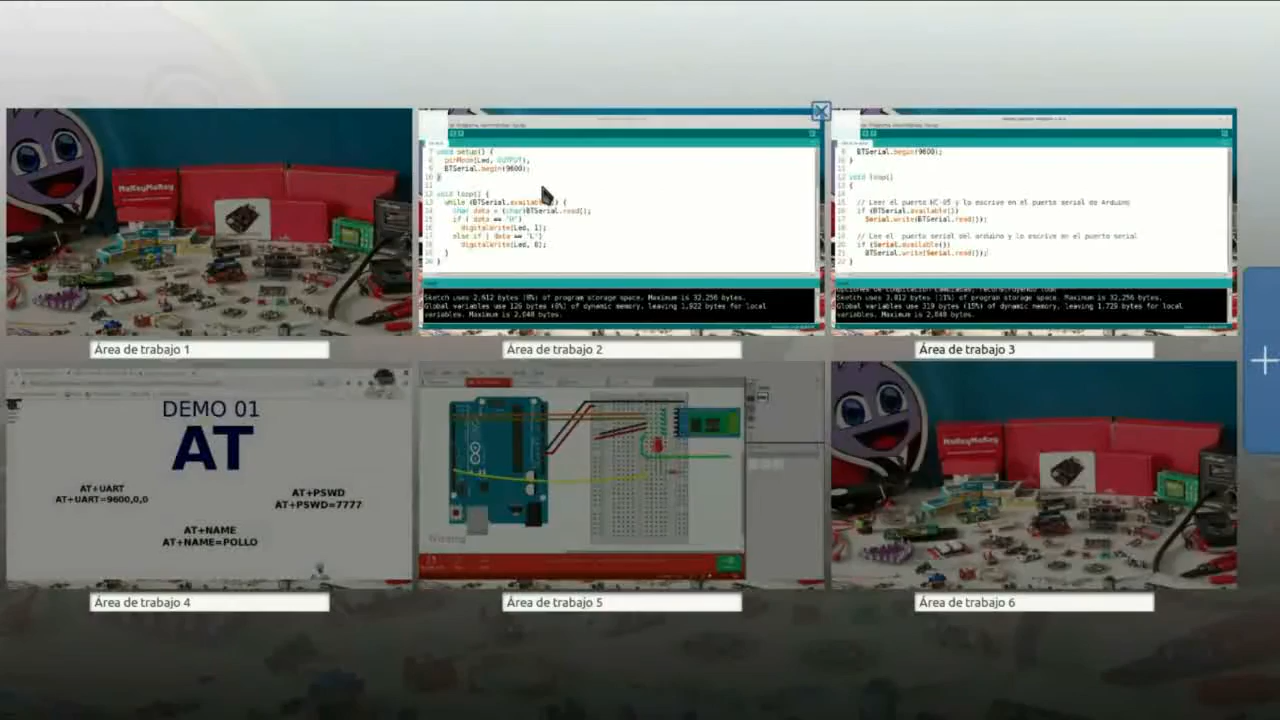 MaKeyMaKey
void setup() {
pinMode(Led, OUTPUT);
BTSerial.begin(9600);
}
void loop() {
while (BTSerial.available()) {
char data = (char)BTSerial.read();
if ( data == 'H')
digitalWrite(Led, 1);
else if ( data == 'L')
digitalWrite(Led, 0);
}
}
Sketch uses 2,612 bytes (8%) of program storage space. Maximum is 32,256 bytes.
Global variables use 126 bytes (6%) of dynamic memory, leaving 1,922 bytes for local
variables. Maximum is 2,048 bytes.
BTSerial.begin(9600);
}
void loop()
{
// Leer el puerto HC-05 y lo escribe en el puerto serial de Arduino
if (BTSerial.available())
Serial.write(BTSerial.read());
// Lee el puerto serial del arduino y lo escribe en el puerto serial
if (Serial.available())
BTSerial.write(Serial.read());
}
Sketch uses 3,812 bytes (11%) of program storage space. Maximum is 32,256 bytes.
Global variables use 319 bytes (15%) of dynamic memory, leaving 1,729 bytes for local
variables. Maximum is 2,048 bytes.
Área de trabajo 1
Área de trabajo 2
Área de trabajo 3
DEMO 01
AT
AT+UART
AT+UART=9600,0,0
AT+PSWD
AT+PSWD=7777
AT+NAME
AT+NAME=POLLO
MaKeyMaKey
Área de trabajo 4
Área de trabajo 5
Área de trabajo 6